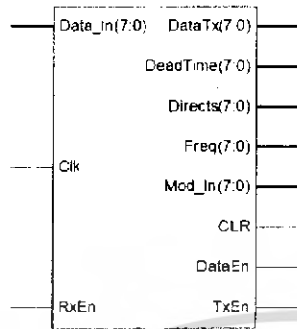 Data_In(7:0) DataTx(7:0)
DeadTime(7:0)
Directs(7:0)
Freq(7:0)
Clk
Mod_In(7:0)
CLR
DataEn
RxEn TxEn